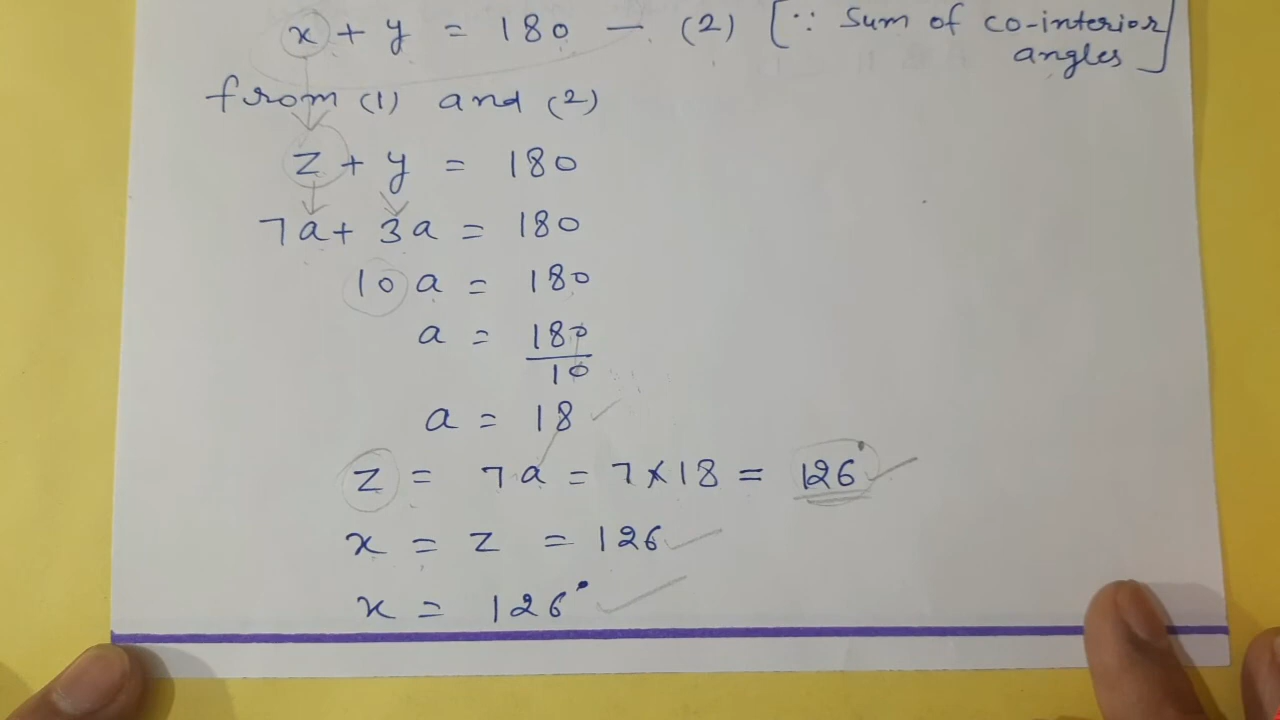 x + y = 180 — (2) [∵ Sum of co-interior angles]
from (1) and (2)
z + y = 180
7a + 3a = 180
10a = 180
a = 180/10
a = 18
z = 7a = 7×18 = 126°
x = z = 126
x = 126°